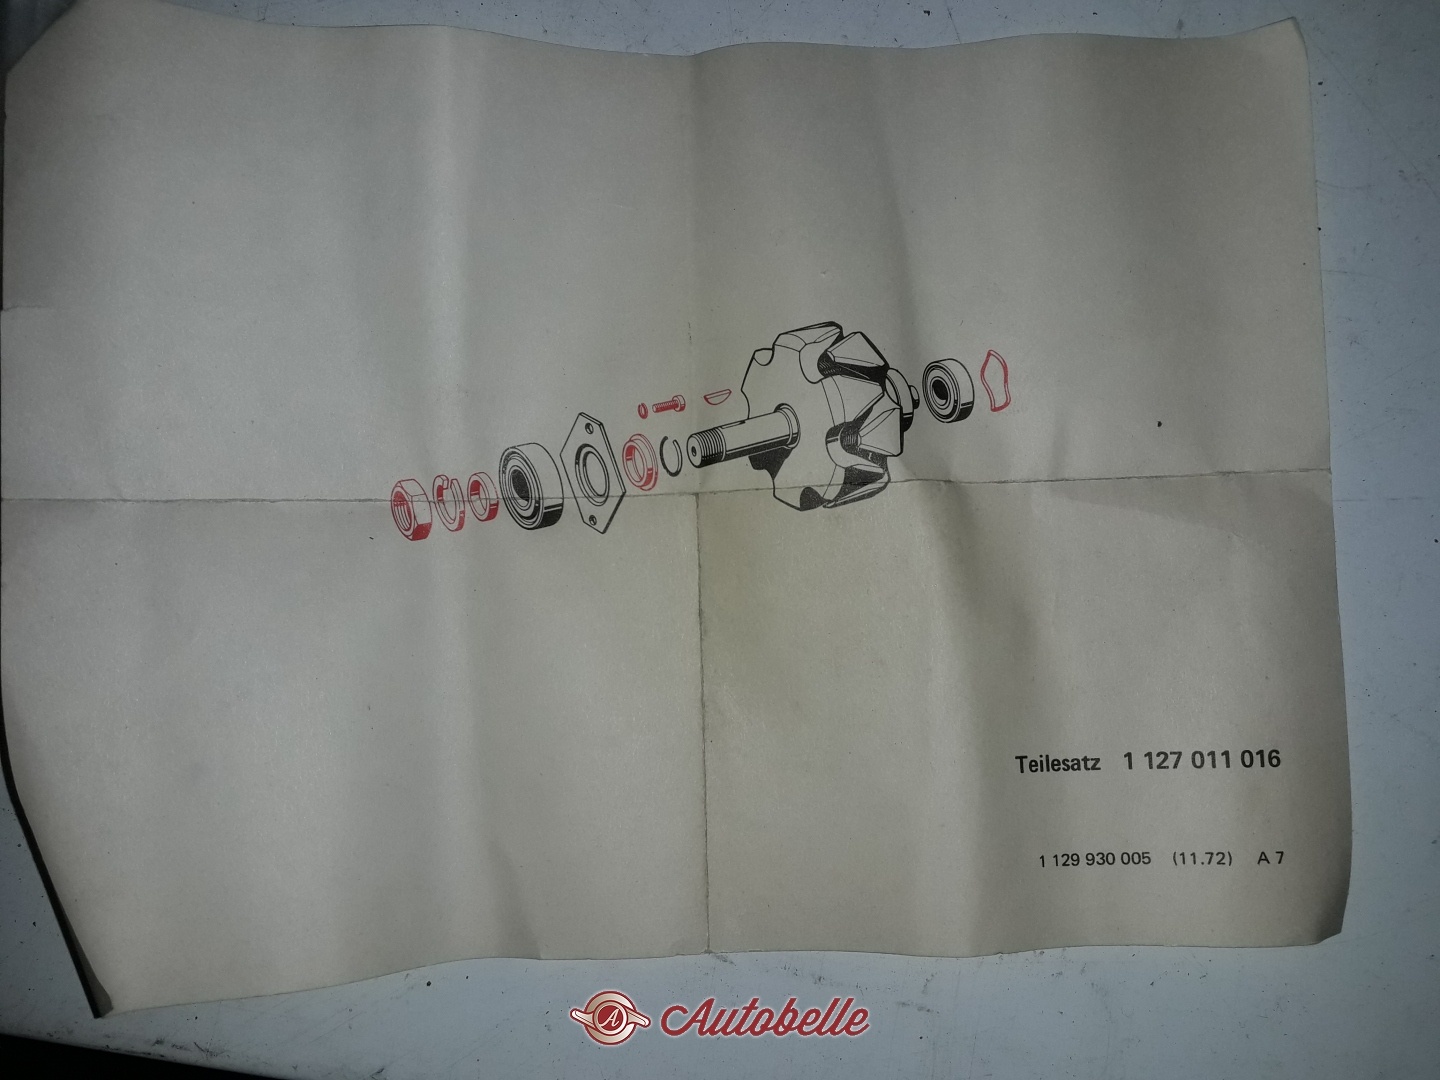 Teilesatz 1 127 011 016
1 129 930 005 (11.72) A 7
A Autobelle